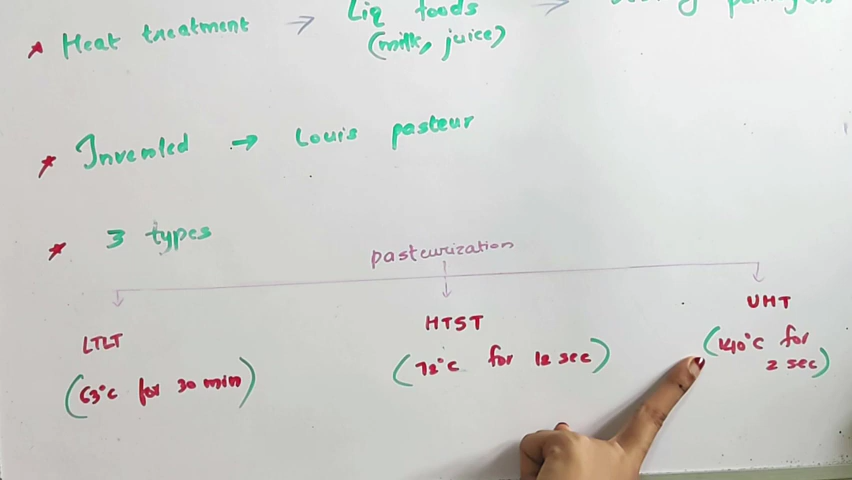 Liq foods
* Heat treatment → (milk, juice) →
* Invented → Louis pasteur
* 3 types
pasteurization
LTLT HTST UHT
(63°c for 30 min) (72°c for 12 sec) (140°c for
2 sec)